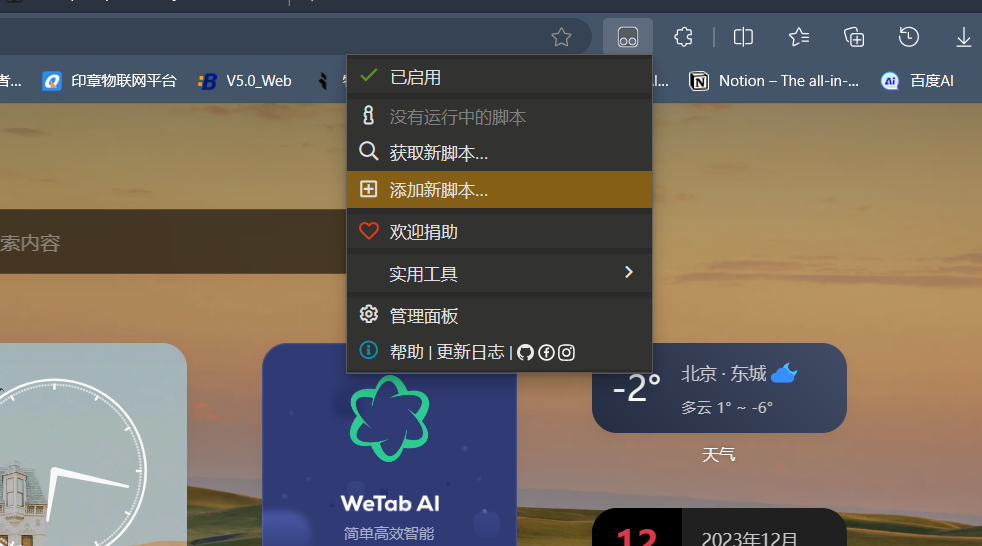 者...
印章物联网平台
V5.0_Web
Notion – The all-in-...
百度AI
已启用
没有运行中的脚本
获取新脚本...
添加新脚本...
欢迎捐助
实用工具
管理面板
帮助 | 更新日志 |
索内容
WeTab AI
简单高效智能
-2°
北京 · 东城
多云 1° ~ -6°
天气
12
2023年12月